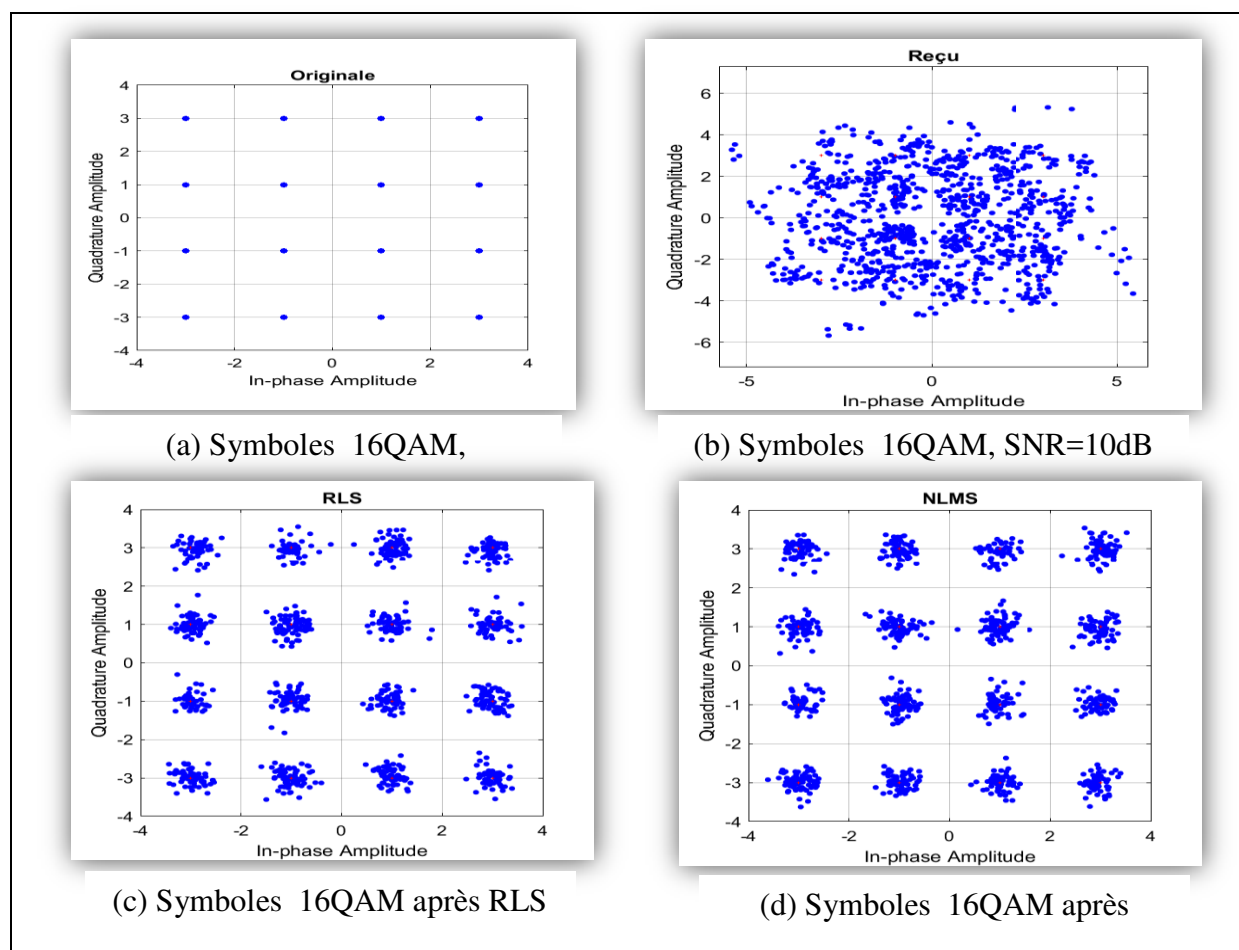 Originale
4
3
2
1
0
-1
-2
-3
-4
Quadrature Amplitude
-4 -2 0 2 4
In-phase Amplitude
(a) Symboles 16QAM,
Reçu
6
4
2
0
-2
-4
-6
Quadrature Amplitude
-5 0 5
In-phase Amplitude
(b) Symboles 16QAM, SNR=10dB
RLS
4
3
2
1
0
-1
-2
-3
-4
Quadrature Amplitude
-4 -2 0 2 4
In-phase Amplitude
(c) Symboles 16QAM après RLS
NLMS
4
3
2
1
0
-1
-2
-3
-4
Quadrature Amplitude
-4 -2 0 2 4
In-phase Amplitude
(d) Symboles 16QAM après